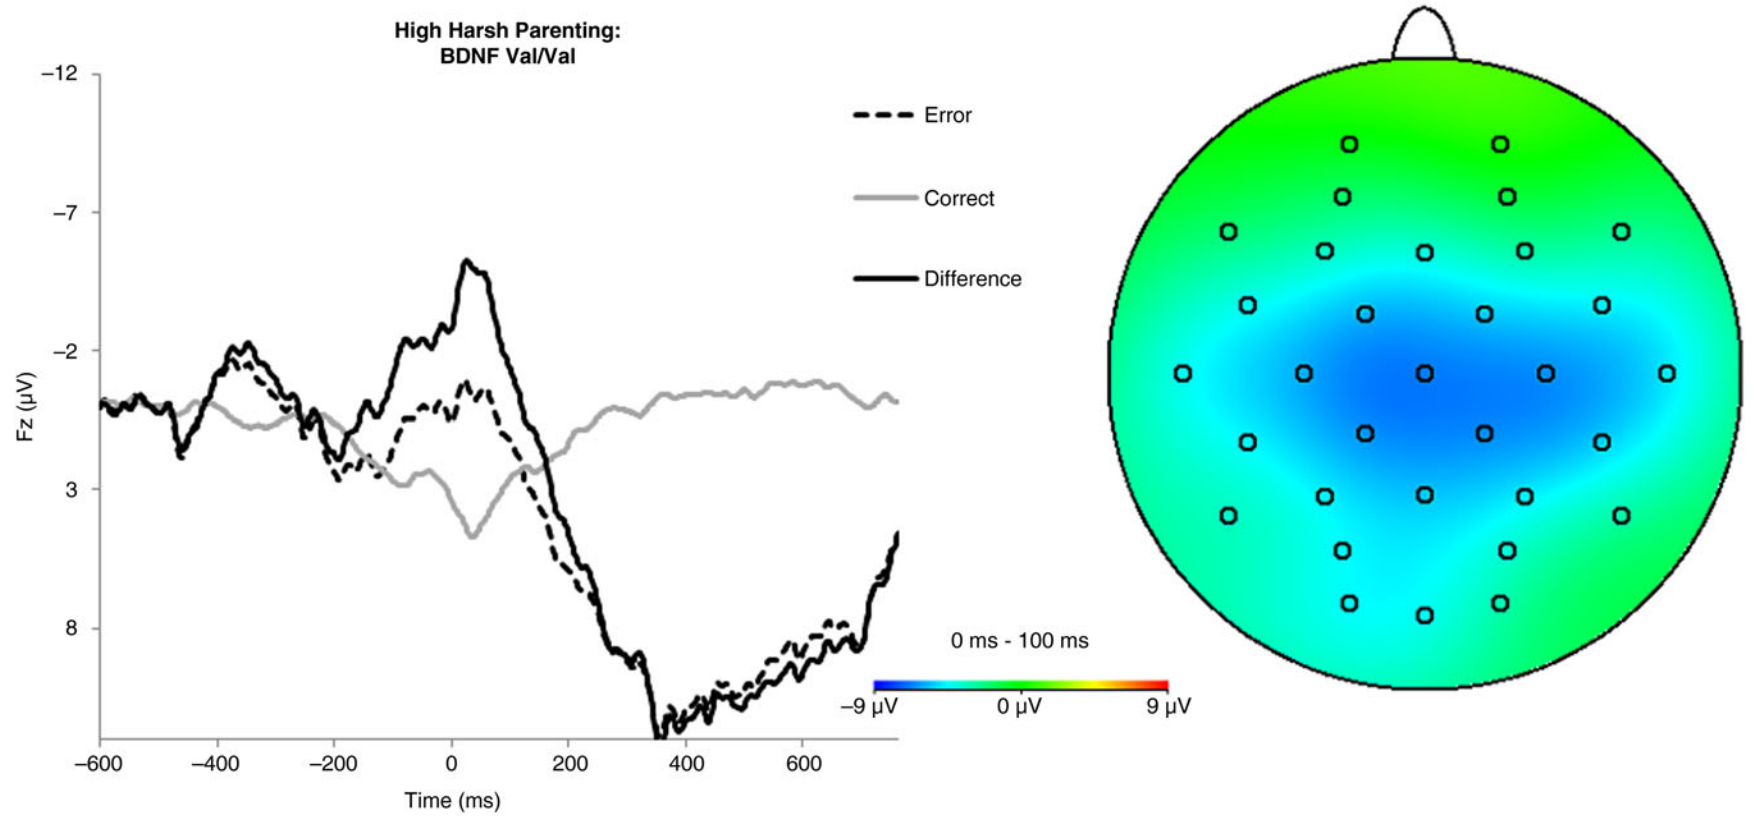 High Harsh Parenting:
BDNF Val/Val
–12
–7
–2
3
8
Fz (µV)
–600
–400
–200
0
200
400
600
Time (ms)
Error
Correct
Difference
0 ms - 100 ms
–9 µV
0 µV
9 µV